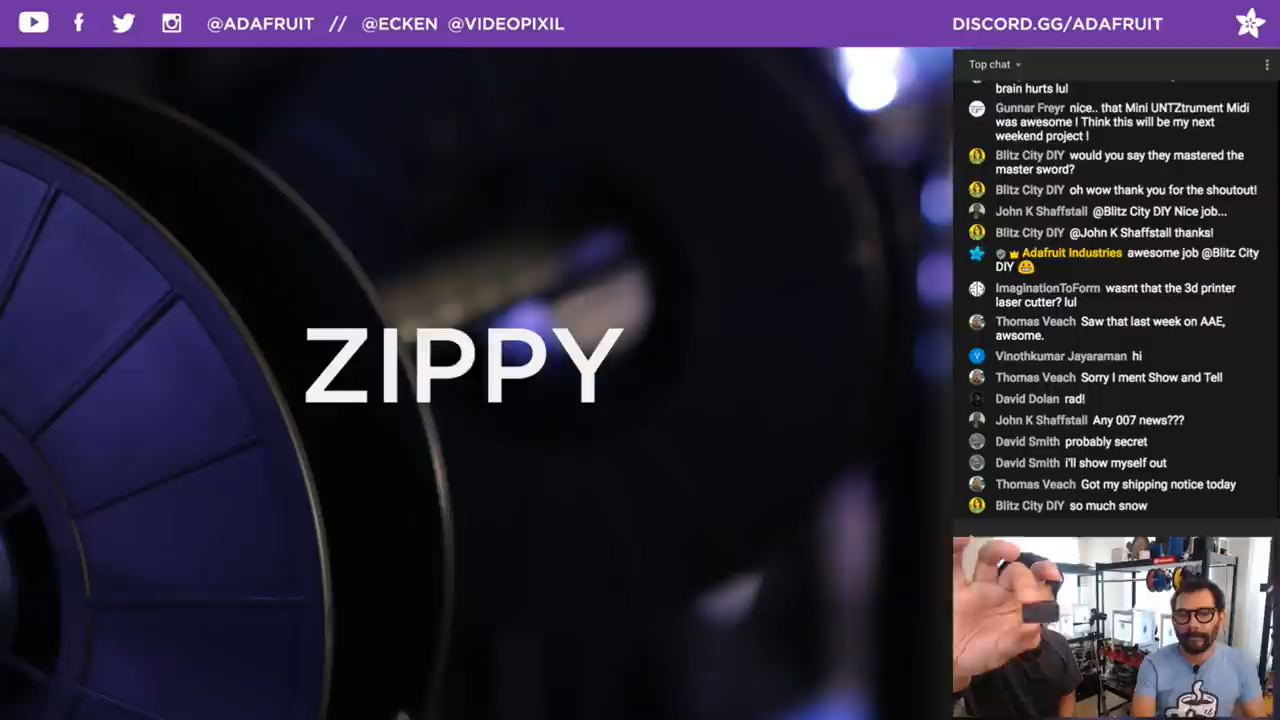 @ADAFRUIT // @ECKEN @VIDEOPIXIL
DISCORD.GG/ADAFRUIT
ZIPPY
Top chat
brain hurts lul
Gunnar Freyr nice.. that Mini UNTZtrument Midi
was awesome ! Think this will be my next
weekend project !
Blitz City DIY would you say they mastered the
master sword?
Blitz City DIY oh wow thank you for the shoutout!
John K Shaffstall @Blitz City DIY Nice job...
Blitz City DIY @John K Shaffstall thanks!
Adafruit Industries awesome job @Blitz City
DIY 😁
ImagInationToForm wasnt that the 3d printer
laser cutter? lul
Thomas Veach Saw that last week on AAE,
awsome.
V Vinothkumar Jayaraman hi
Thomas Veach Sorry I ment Show and Tell
David Dolan rad!
John K Shaffstall Any 007 news???
David Smith probably secret
David Smith i'll show myself out
Thomas Veach Got my shipping notice today
Blitz City DIY so much snow